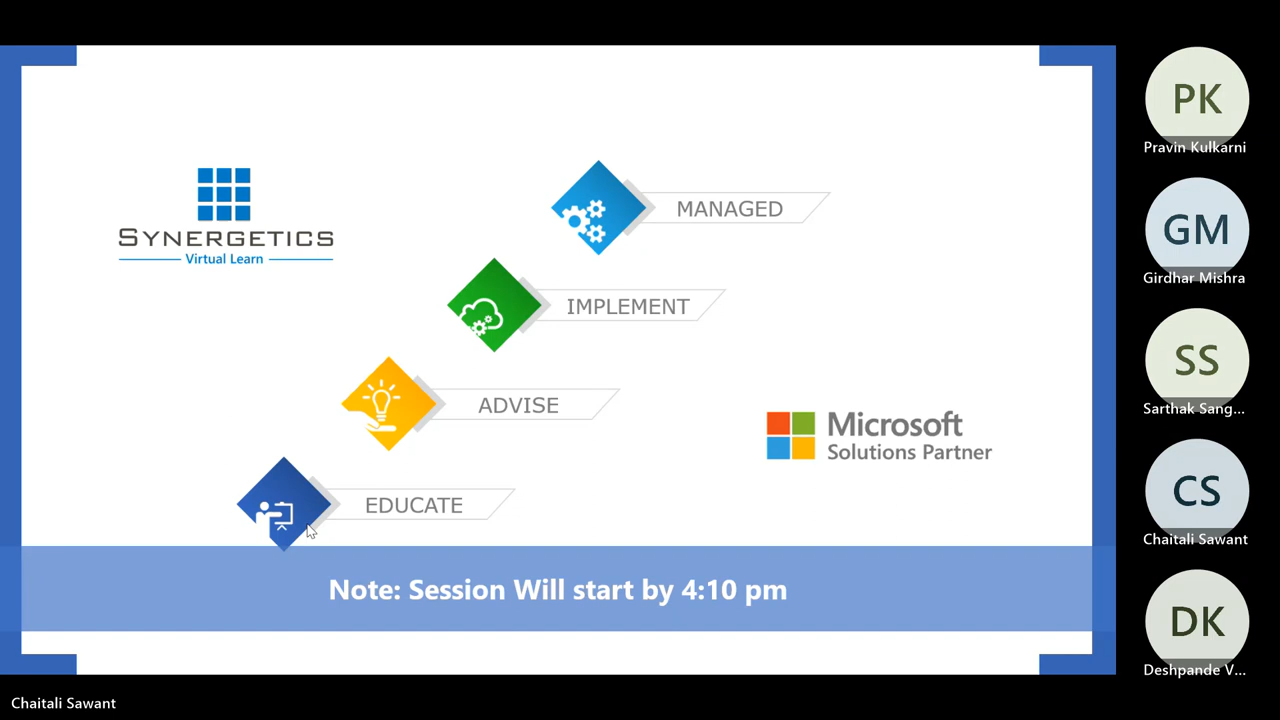 SYNERGETICS
Virtual Learn
MANAGED
IMPLEMENT
ADVISE
Microsoft
Solutions Partner
EDUCATE
Note: Session Will start by 4:10 pm
PK
Pravin Kulkarni
GM
Girdhar Mishra
SS
Sarthak Sang...
CS
Chaitali Sawant
DK
Deshpande V...
Chaitali Sawant